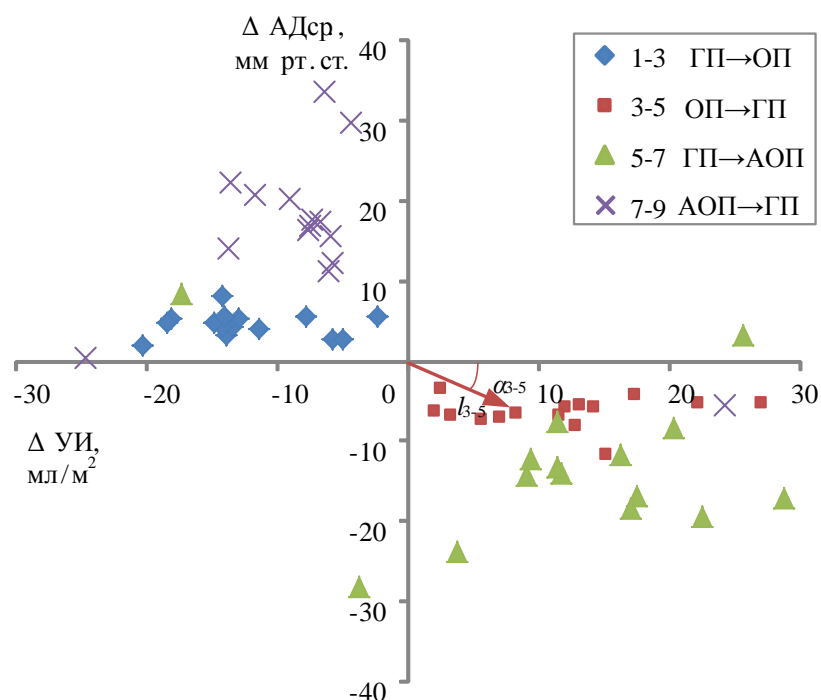 Δ АДср,
мм рт.ст.
40
30
20
10
0
-10
-20
-30
-40
-30
-20
-10
10
20
30
Δ УИ,
мл/м²
α3-5
l3-5
1-3 ГП→ОП
3-5 ОП→ГП
5-7 ГП→АОП
7-9 АОП→ГП